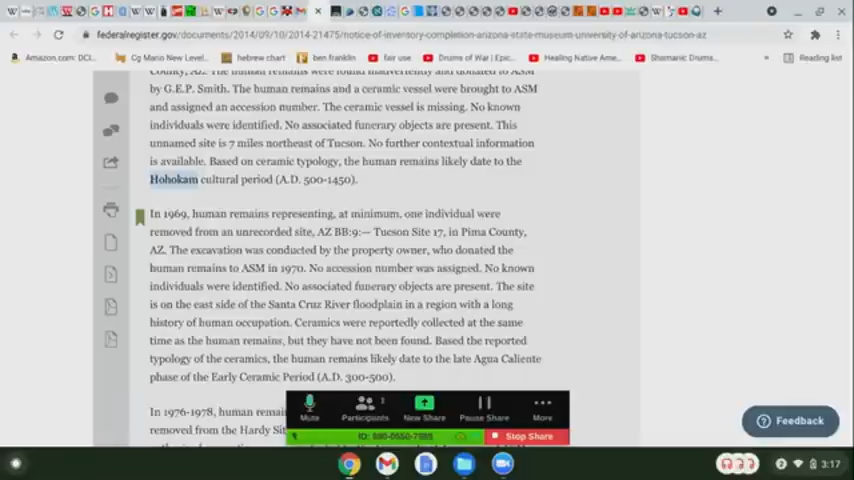 federalregister.gov/documents/2014/09/10/2014-21475/notice-of-inventory-completion-arizona-state-museum-university-of-arizona-tucson-az
Amazon.com: DCI... Cg Mario New Level... hebrew chart ben.franklin fair use Drums of War | Epic... Healing Native Ame... Shamanic Drums... » Reading list
County, AZ. The human remains were found inadvertently and donated to ASM
by G.E.P. Smith. The human remains and a ceramic vessel were brought to ASM
and assigned an accession number. The ceramic vessel is missing. No known
individuals were identified. No associated funerary objects are present. This
unnamed site is 7 miles northeast of Tucson. No further contextual information
is available. Based on ceramic typology, the human remains likely date to the
Hohokam cultural period (A.D. 500-1450).
In 1969, human remains representing, at minimum, one individual were
removed from an unrecorded site, AZ BB:9:— Tucson Site 17, in Pima County,
AZ. The excavation was conducted by the property owner, who donated the
human remains to ASM in 1970. No accession number was assigned. No known
individuals were identified. No associated funerary objects are present. The site
is on the east side of the Santa Cruz River floodplain in a region with a long
history of human occupation. Ceramics were reportedly collected at the same
time as the human remains, but they have not been found. Based the reported
typology of the ceramics, the human remains likely date to the late Agua Caliente
phase of the Early Ceramic Period (A.D. 300-500).
In 1976-1978, human remai
removed from the Hardy Sit
Mute Participants 1 New Share Pause Share More
Stop Share
Feedback
3:17